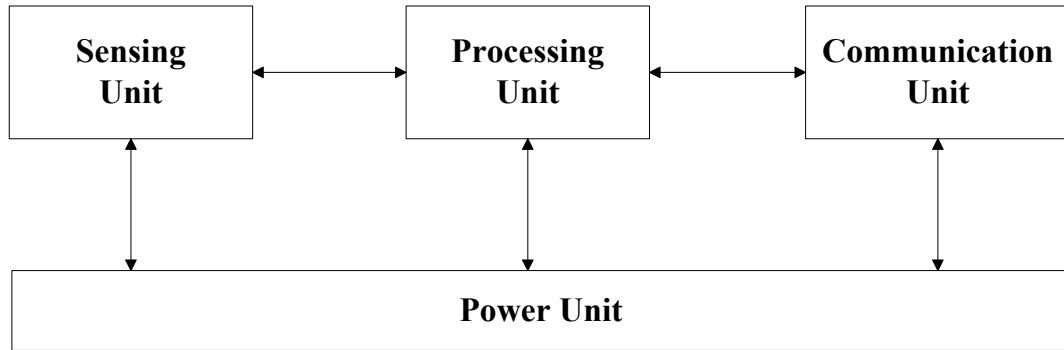 Sensing
Unit
Processing
Unit
Communication
Unit
Power Unit